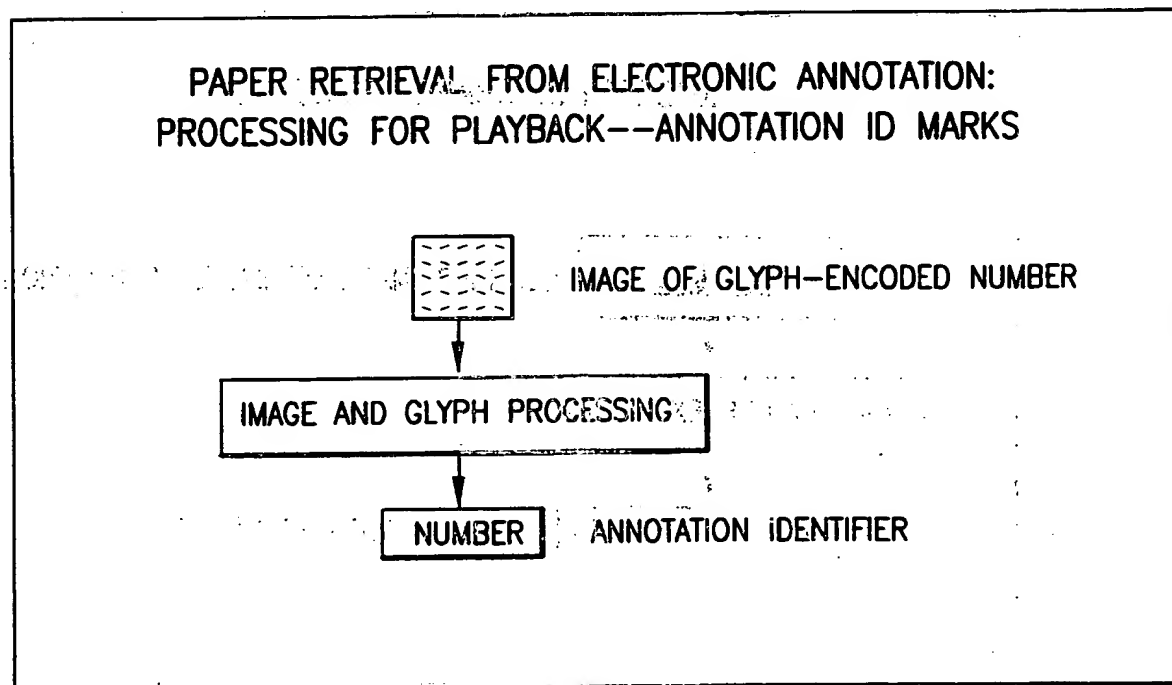 PAPER RETRIEVAL FROM ELECTRONIC ANNOTATION:
PROCESSING FOR PLAYBACK--ANNOTATION ID MARKS
IMAGE OF GLYPH-ENCODED NUMBER
IMAGE AND GLYPH PROCESSING
NUMBER
ANNOTATION IDENTIFIER